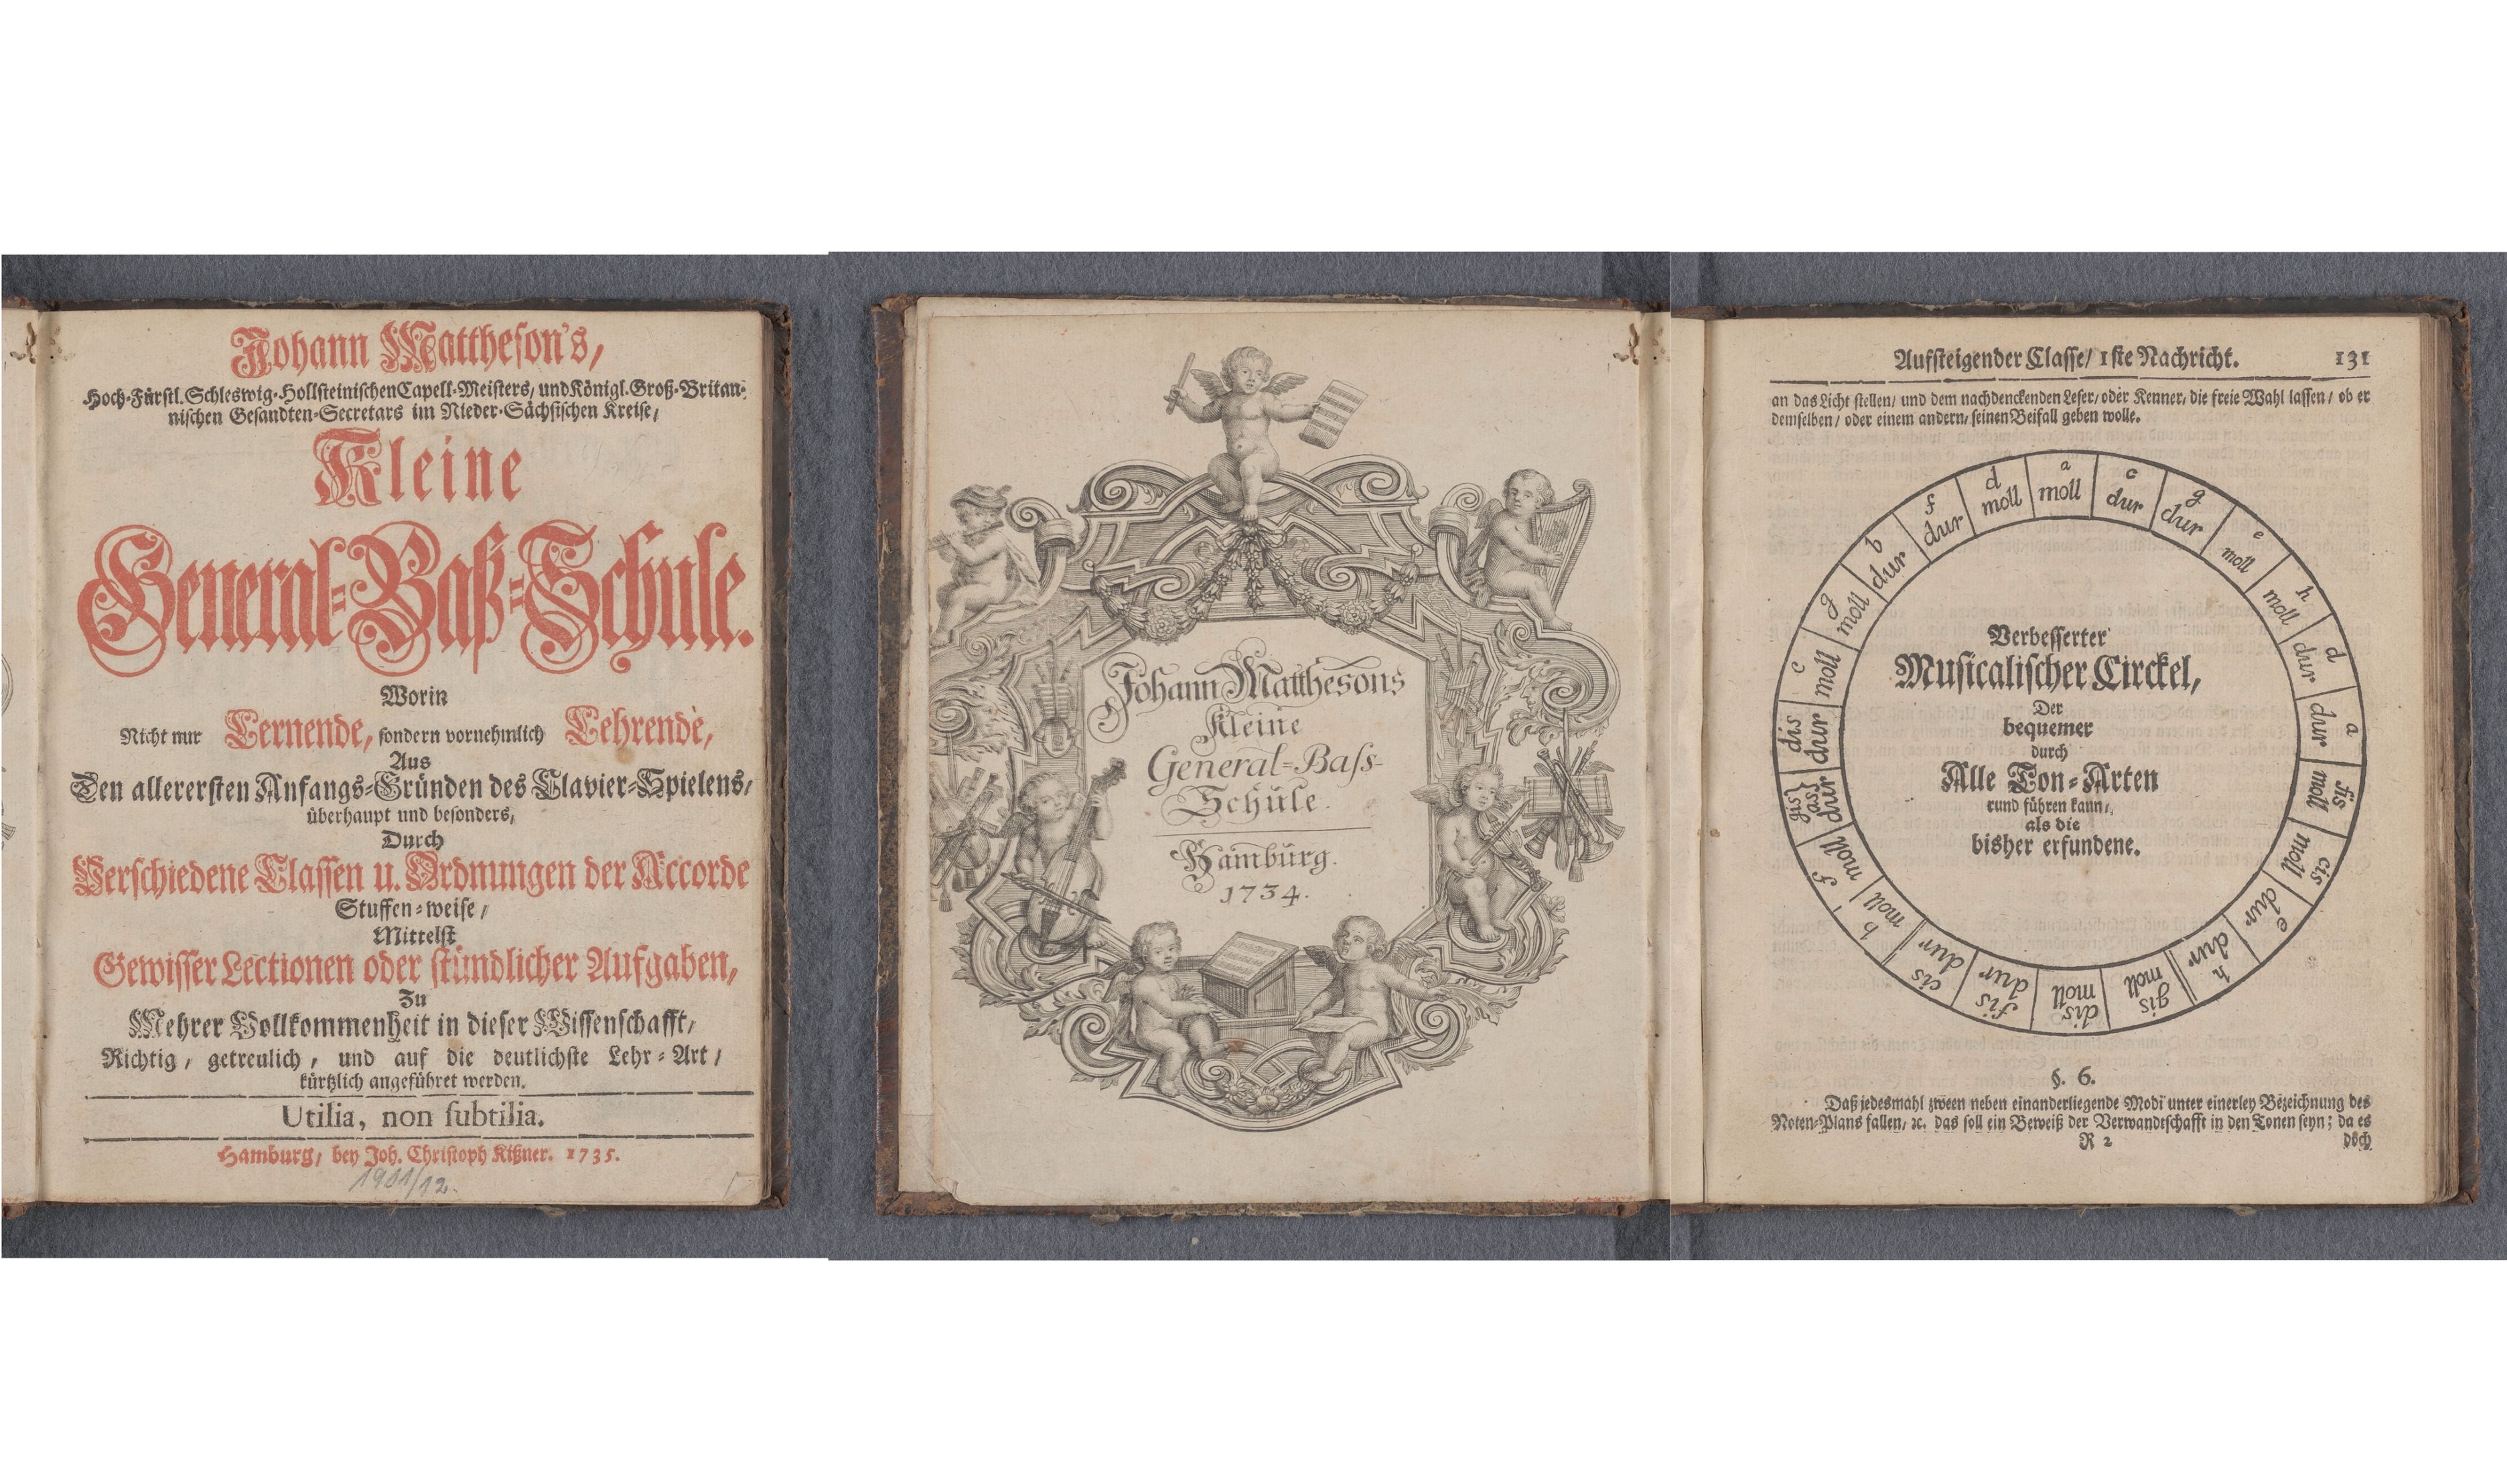 Johann Mattheson's,
Hoch-Fürstl. Schleswig-Hollsteinischen Capell-Meisters, und Königl. Groß-Britan-
nischen Gesandten-Secretars im Nieder-Sächsischen Kreise,
Kleine
General-Baß-Schule.
Worin
Nicht nur Lernende, sondern vornehmlich Lehrende,
Aus
Den allerersten Anfangs-Gründen des Clavier-Spielens,
überhaupt und besonders,
Durch
Verschiedene Classen u. Ordnungen der Accorde
Stuffen-weise,
Mittelst
Gewisser Lectionen oder stündlicher Aufgaben,
Zu
Mehrer Vollkommenheit in dieser Wissenschafft,
Richtig, getreulich, und auf die deutlichste Lehr-Art,
kürtzlich angeführet werden.
Utilia, non subtilia.
Hamburg, bey Joh. Christoph Kißner. 1735.
1901/12.
Johann Matthesons
Kleine
General-Bass-
Schule.
Hamburg.
1734.
Aufsteigender Classe, 1ste Nachricht. 131
an das Licht stellen, und dem nachdenckenden Leser, oder Kenner, die freie Wahl lassen, ob er
demselben, oder einem andern, seinen Beifall geben wolle.
a moll
c dur
g dur
e moll
h moll
d dur
a dur
fis moll
cis moll
e dur
h dur
gis moll
dis moll
fis dur
cis dur
b moll
f moll
gis ass dur
dis dur
c moll
g moll
b dur
f dur
d moll
Verbesserter
Musicalischer Circkel,
Der
bequemer
durch
Alle Ton-Arten
rund führen kann,
als die
bisher erfundene.
§. 6.
Daß jedesmahl zween neben einanderliegende Modi unter einerley Bezeichnung des
Noten-Plans fallen, &c. das soll ein Beweiß der Verwandtschafft in den Tonen seyn; da es
R 2 doch